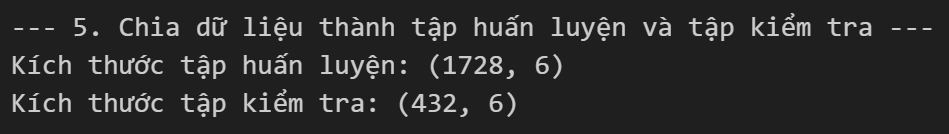 --- 5. Chia dữ liệu thành tập huấn luyện và tập kiểm tra ---
Kích thước tập huấn luyện: (1728, 6)
Kích thước tập kiểm tra: (432, 6)